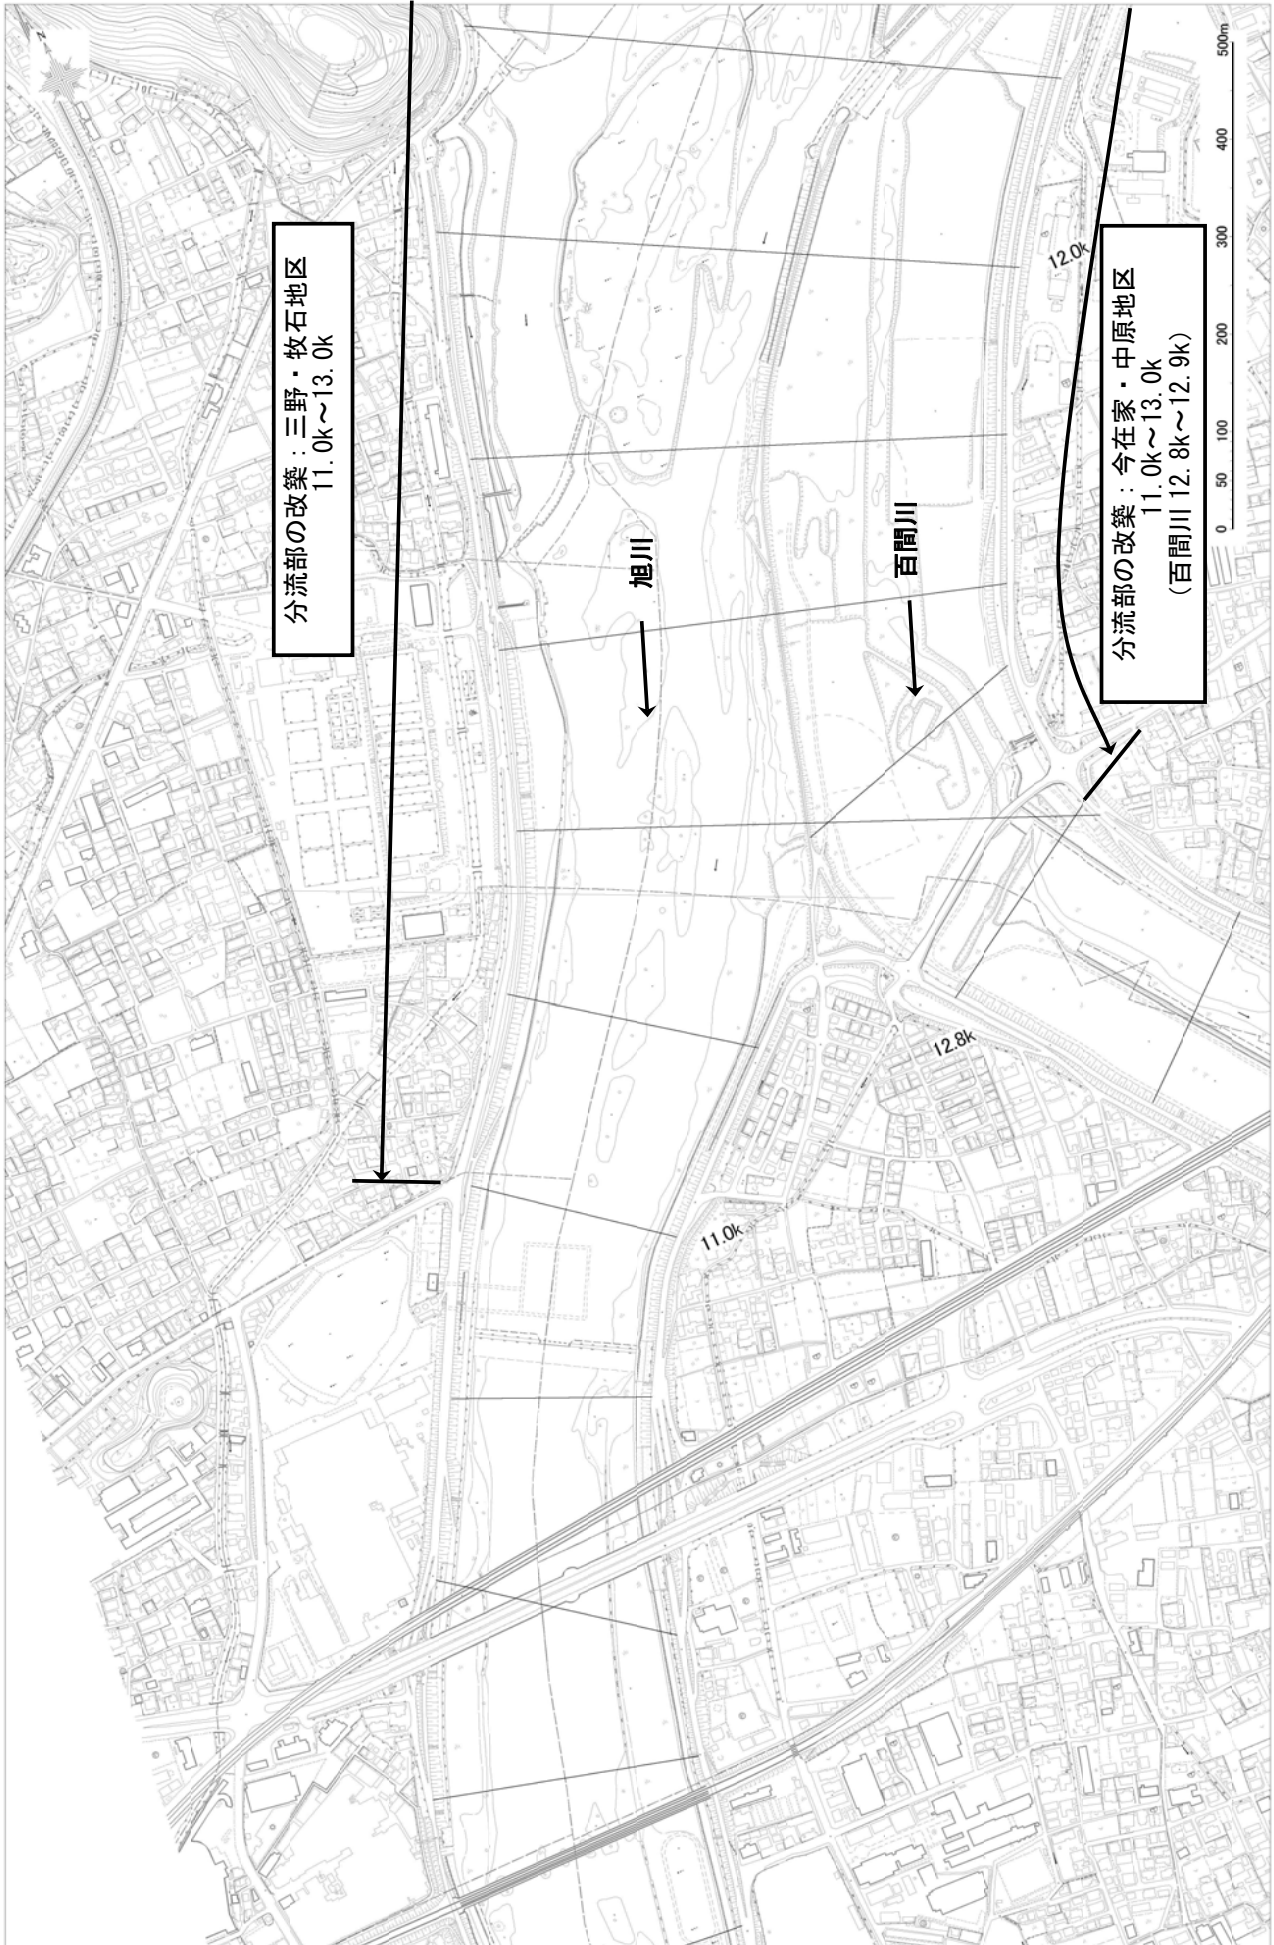 分流部の改築：三野・牧石地区
11.0k～13.0k
旭川
百間川
12.0k
分流部の改築：今在家・中原地区
11.0k～13.0k
（百間川 12.8k～12.9k）
12.8k
11.0k
0 50 100 200 300 400 500m
N